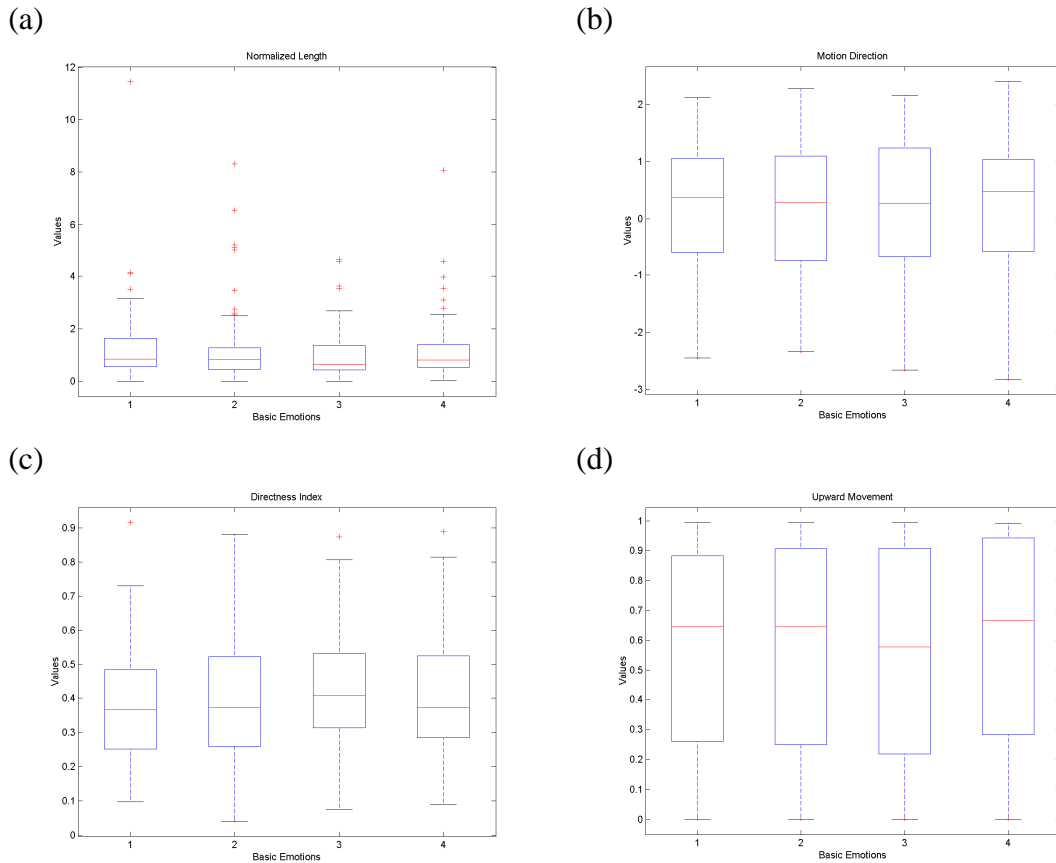 (a)
Normalized Length
12
10
8
6
4
2
0
Values
1 2 3 4
Basic Emotions
(b)
Motion Direction
2
1
0
-1
-2
-3
Values
1 2 3 4
Basic Emotions
(c)
Directness Index
0.9
0.8
0.7
0.6
0.5
0.4
0.3
0.2
0.1
0
Values
1 2 3 4
Basic Emotions
(d)
Upward Movement
1
0.9
0.8
0.7
0.6
0.5
0.4
0.3
0.2
0.1
0
Values
1 2 3 4
Basic Emotions